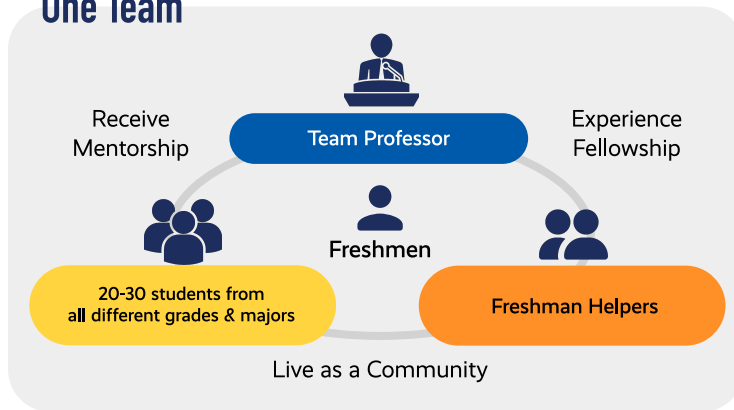 One Team
Receive
Mentorship
Team Professor
Experience
Fellowship
Freshmen
20-30 students from
all different grades & majors
Freshman Helpers
Live as a Community